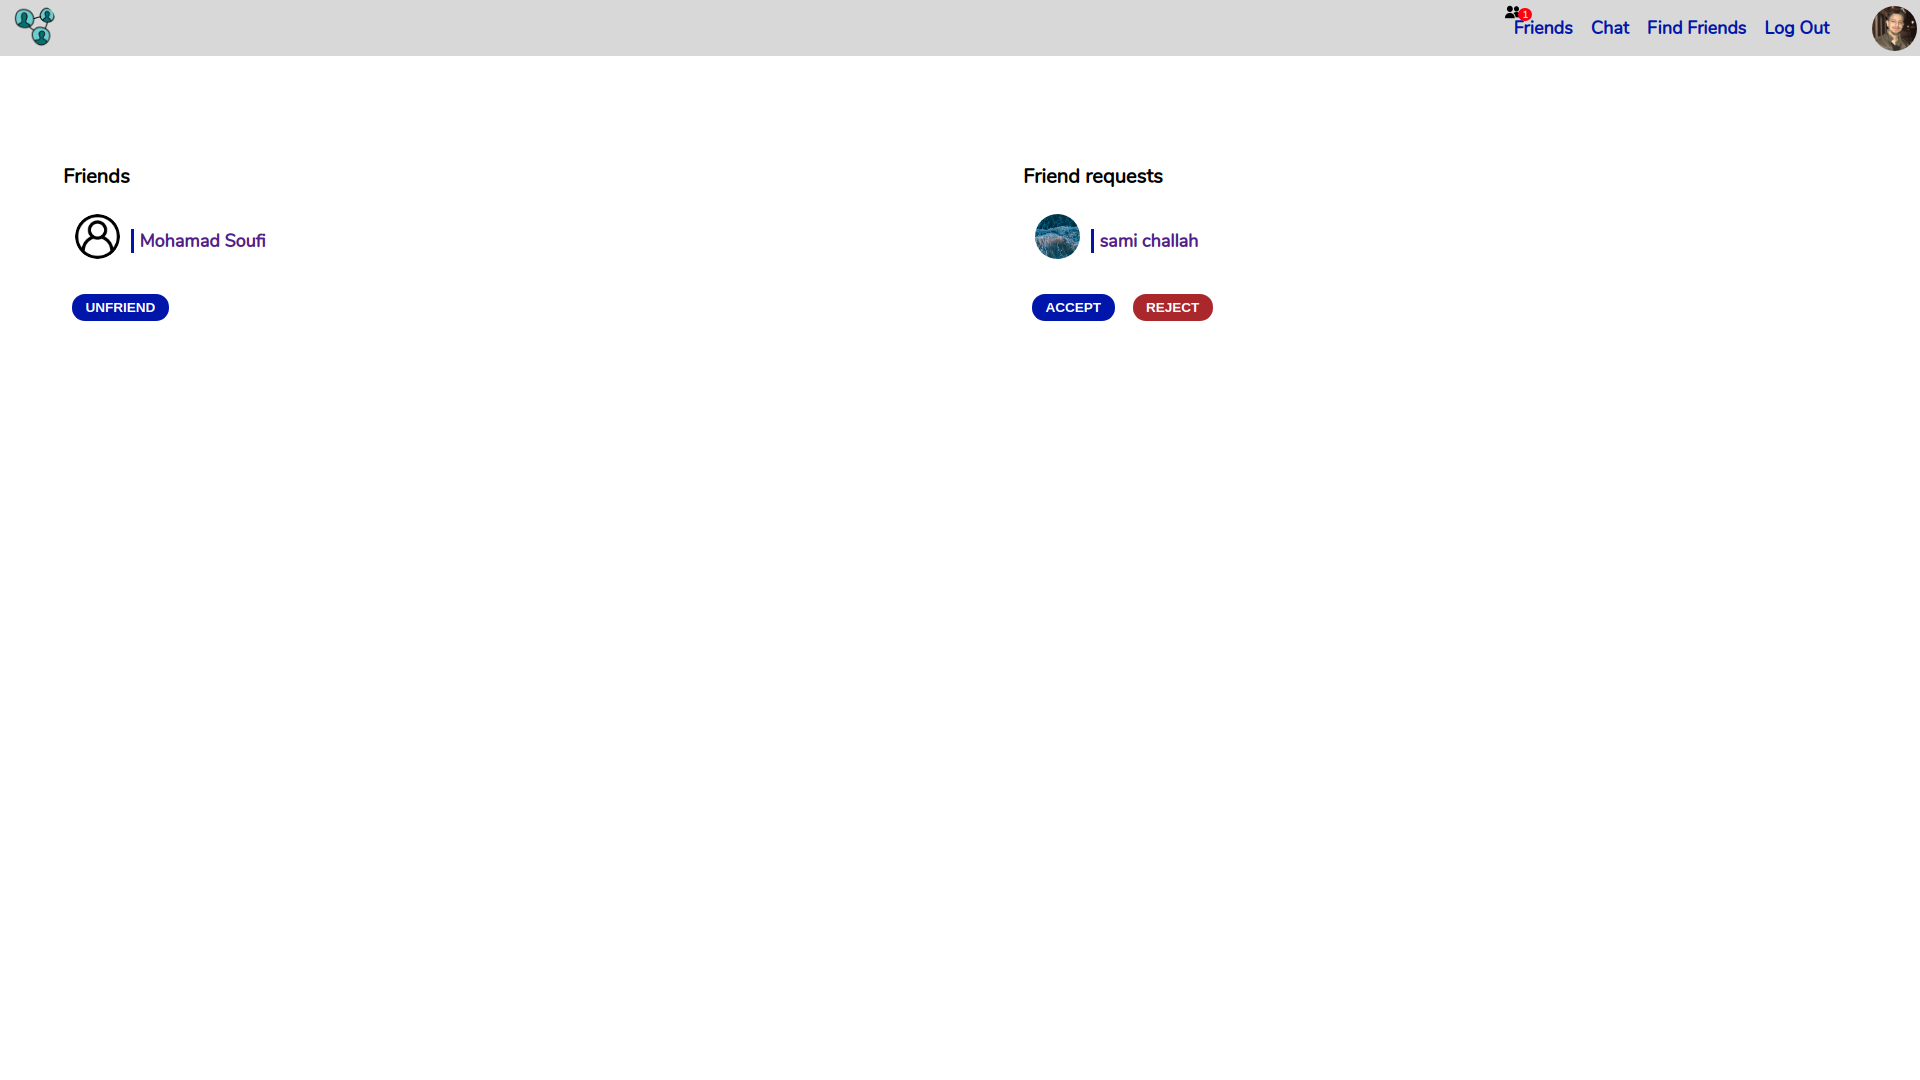 1
Friends Chat Find Friends Log Out
Friends
Mohamad Soufi
UNFRIEND
Friend requests
sami challah
ACCEPT REJECT